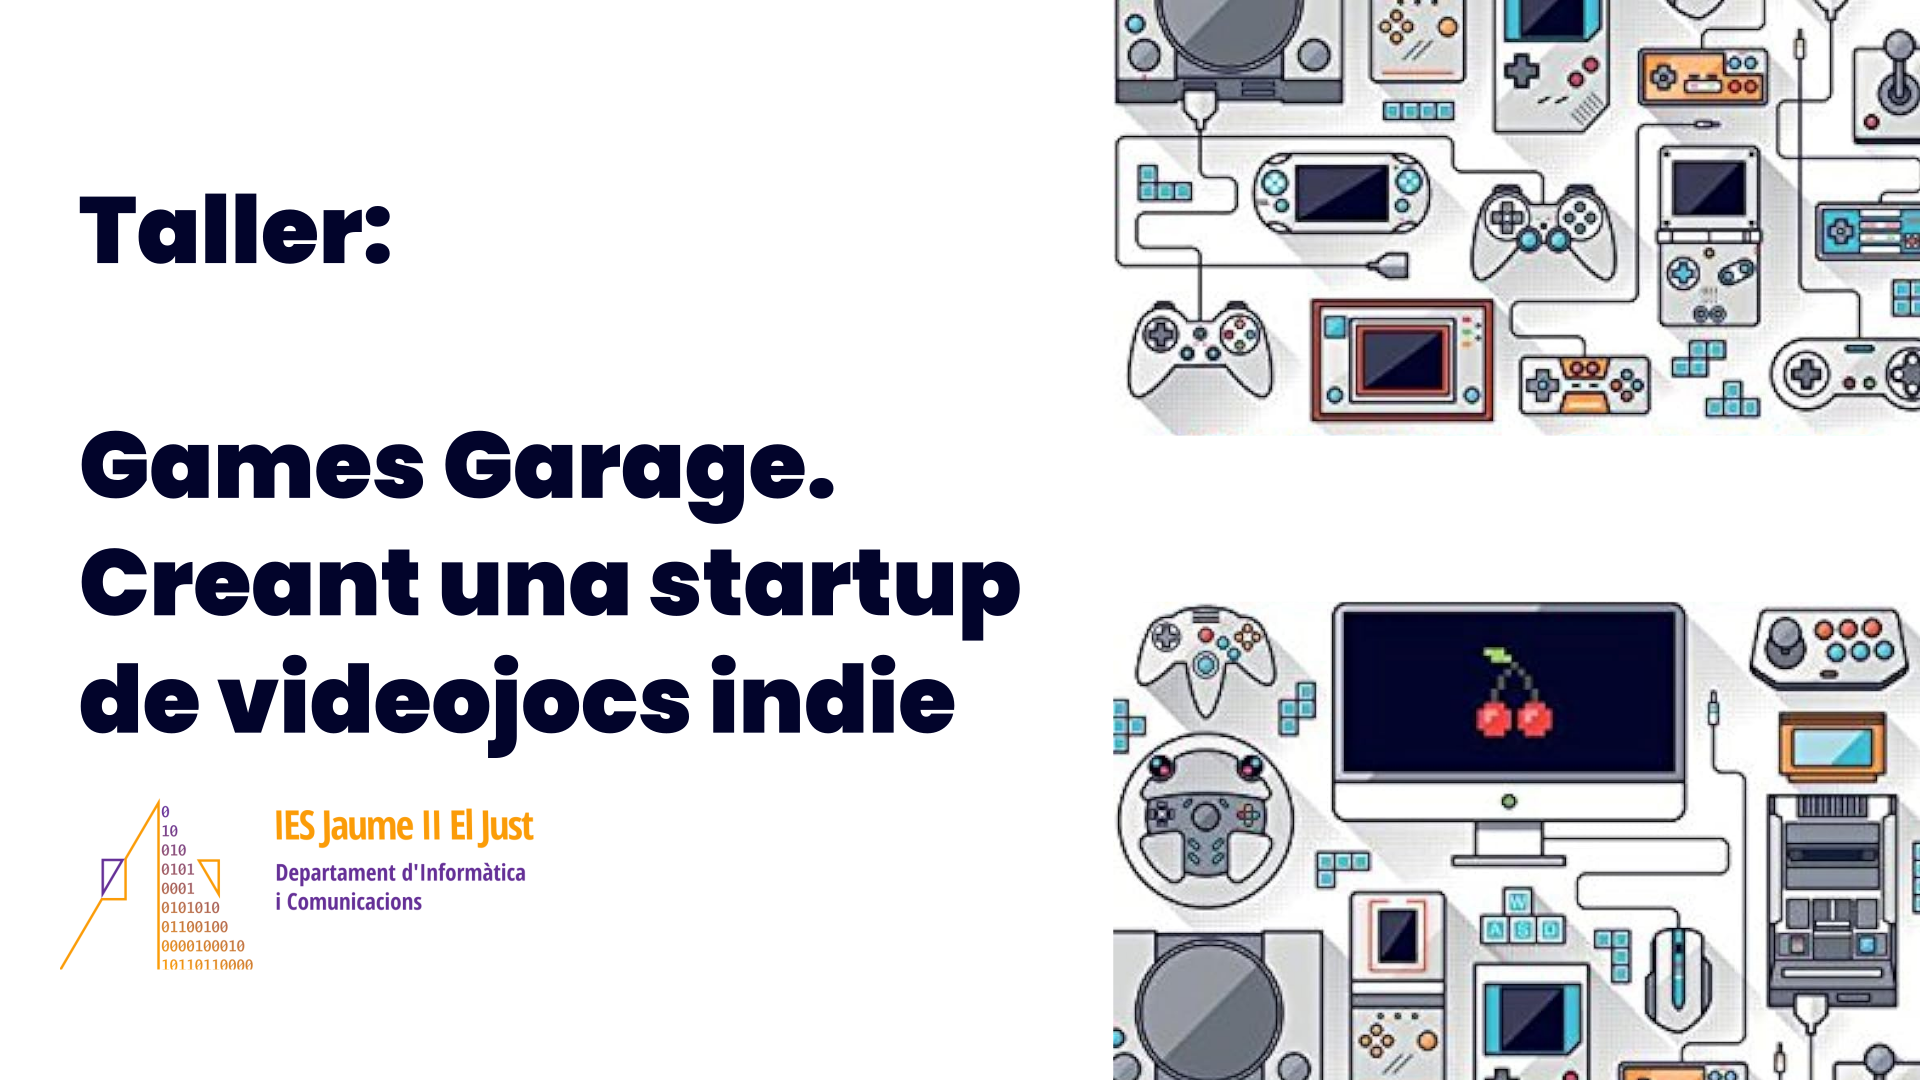 Taller:
Games Garage.
Creant una startup
de videojocs indie
0
10
010
0101
0001
0101010
01100100
0000100010
10110110000
IES Jaume II El Just
Departament d'Informàtica
i Comunicacions
W
A S D